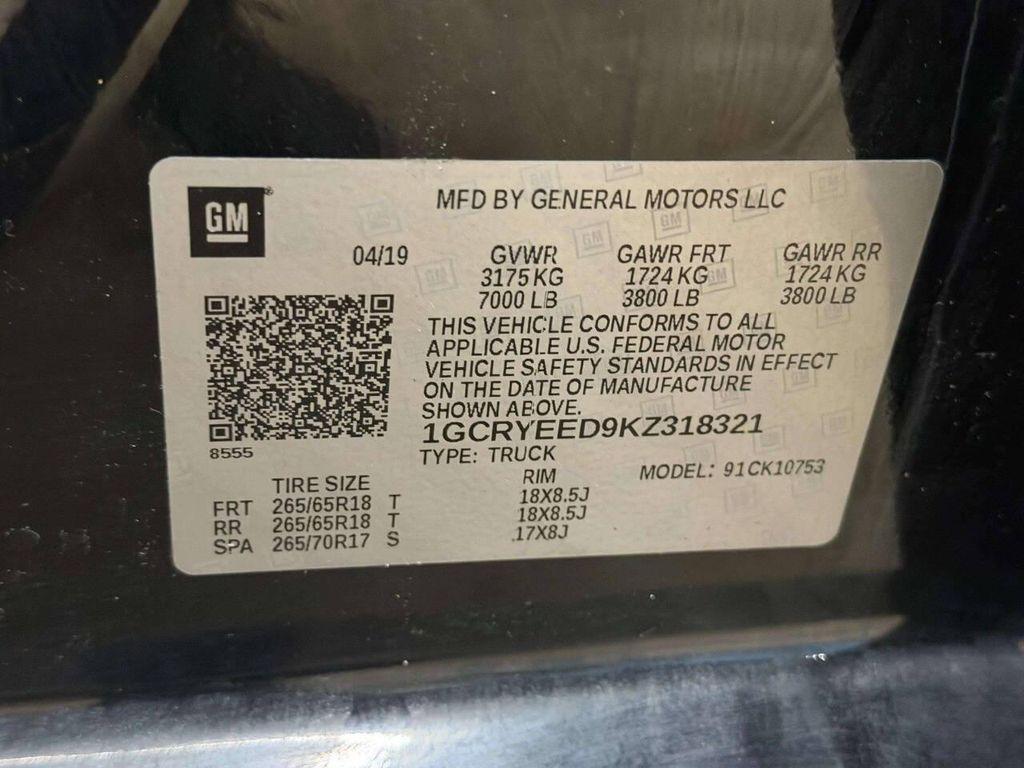 GM
MFD BY GENERAL MOTORS LLC
04/19 GVWR GAWR FRT GAWR RR
3175 KG 1724 KG 1724 KG
7000 LB 3800 LB 3800 LB
THIS VEHICLE CONFORMS TO ALL
APPLICABLE U.S. FEDERAL MOTOR
VEHICLE SAFETY STANDARDS IN EFFECT
ON THE DATE OF MANUFACTURE
SHOWN ABOVE.
1GCRYEED9KZ318321
8555
TYPE: TRUCK MODEL: 91CK10753
TIRE SIZE RIM
FRT 265/65R18 T 18X8.5J
RR 265/65R18 T 18X8.5J
SPA 265/70R17 S 17X8J